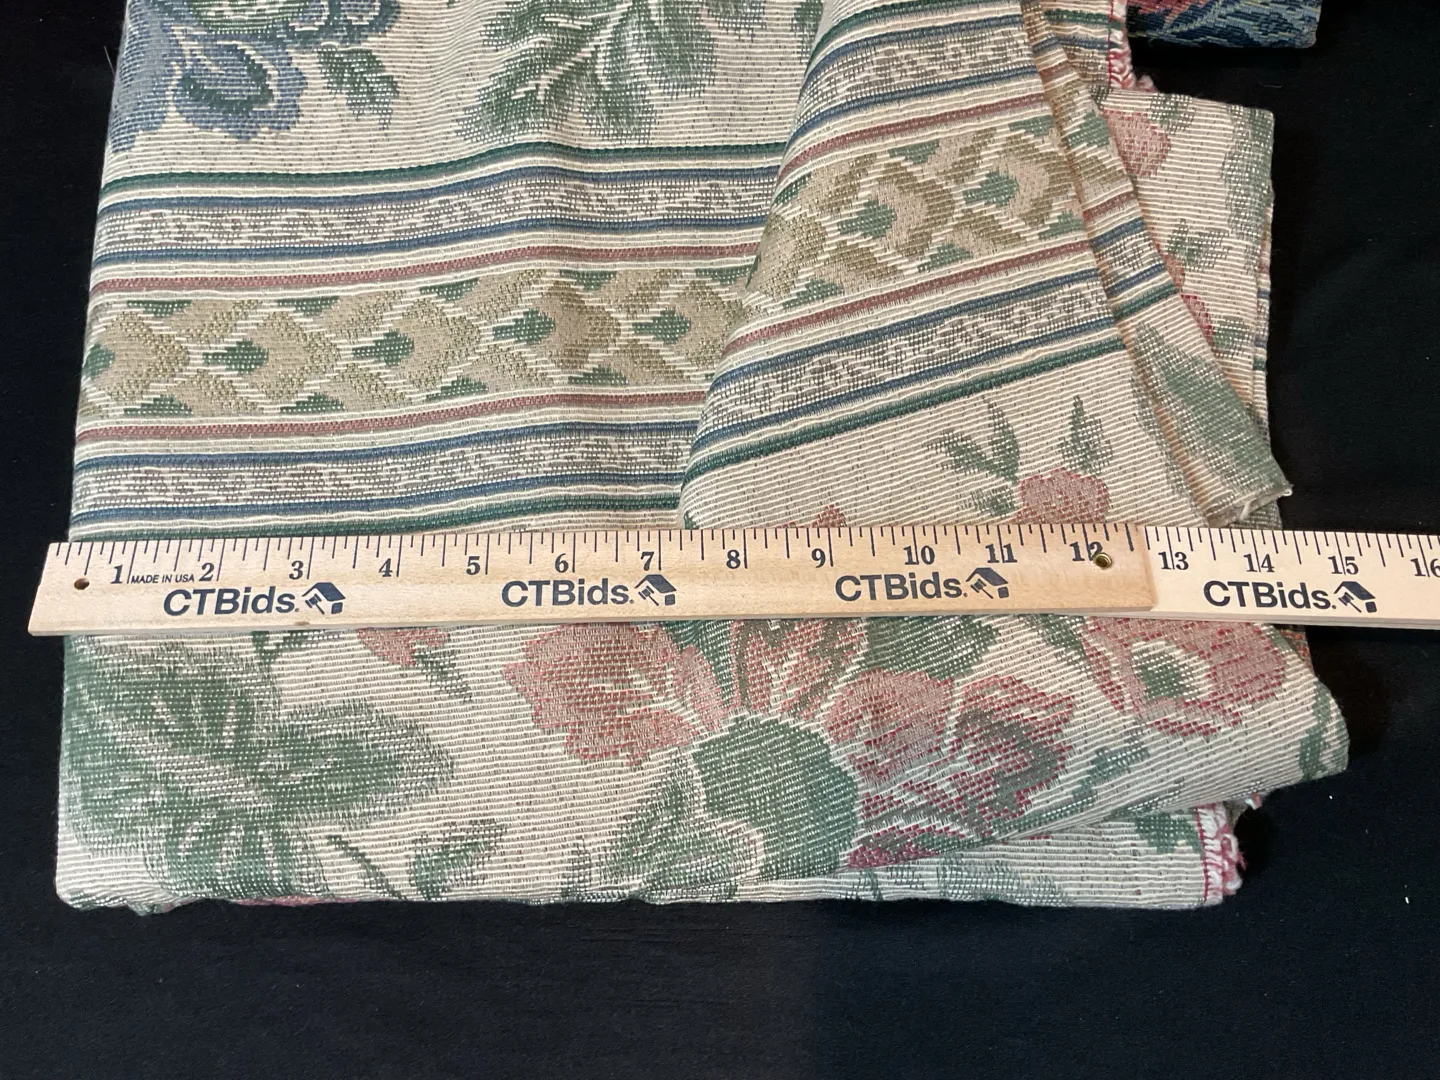 1 2 3 4 5 6 7 8 9 10 11 12 13 14 15 16
MADE IN USA
CTBids. CTBids. CTBids. CTBids.